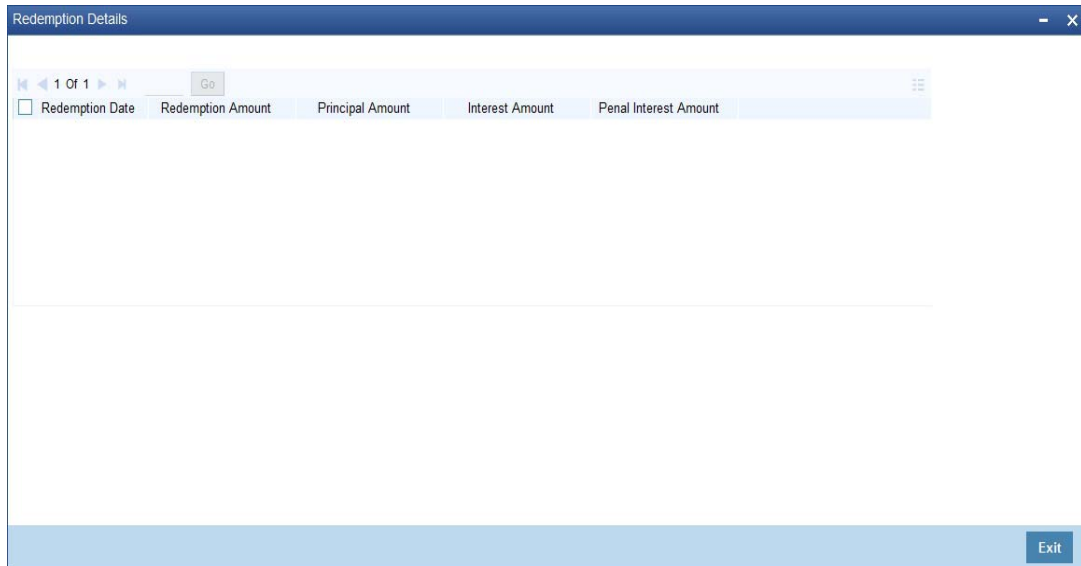 Redemption Details
1 Of 1 Go
Redemption Date Redemption Amount Principal Amount Interest Amount Penal Interest Amount
Exit